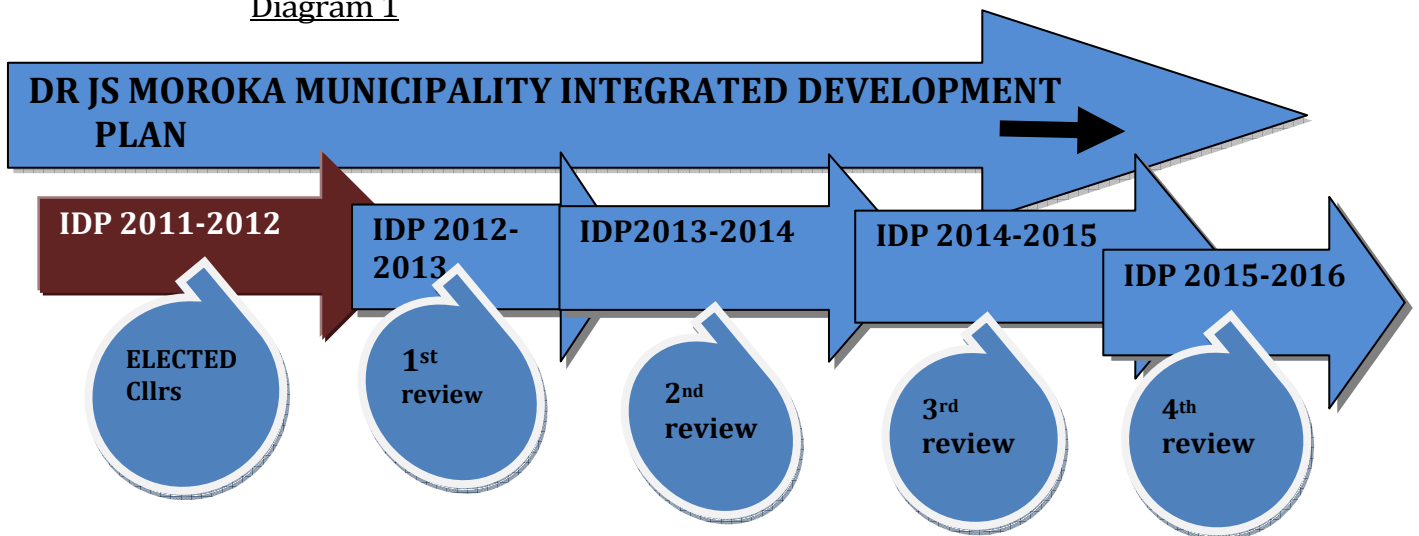 Diagram 1
DR JS MOROKA MUNICIPALITY INTEGRATED DEVELOPMENT
PLAN
IDP 2011-2012
IDP 2012-
2013
IDP2013-2014
IDP 2014-2015
IDP 2015-2016
ELECTED
Cllrs
1st
review
2nd
review
3rd
review
4th
review